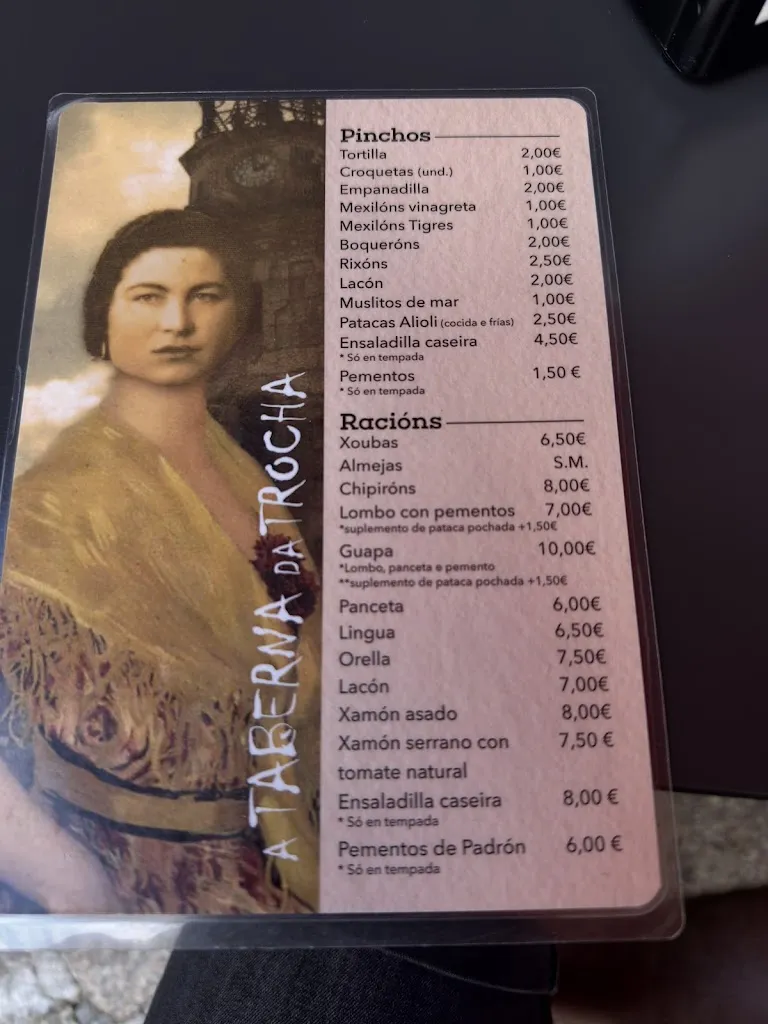 A TABERNA DA TROCHA
Pinchos
Tortilla 2,00€
Croquetas (und.) 1,00€
Empanadilla 2,00€
Mexilóns vinagreta 1,00€
Mexilóns Tigres 1,00€
Boqueróns 2,00€
Rixóns 2,50€
Lacón 2,00€
Muslitos de mar 1,00€
Patacas Alioli (cocida e frías) 2,50€
Ensaladilla caseira 4,50€
* Só en tempada
Pementos 1,50 €
* Só en tempada
Racións
Xoubas 6,50€
Almejas S.M.
Chipiróns 8,00€
Lombo con pementos 7,00€
*suplemento de pataca pochada +1,50€
Guapa 10,00€
*Lombo, panceta e pemento
**suplemento de pataca pochada +1,50€
Panceta 6,00€
Lingua 6,50€
Orella 7,50€
Lacón 7,00€
Xamón asado 8,00€
Xamón serrano con 7,50 €
tomate natural
Ensaladilla caseira 8,00 €
* Só en tempada
Pementos de Padrón 6,00 €
* Só en tempada